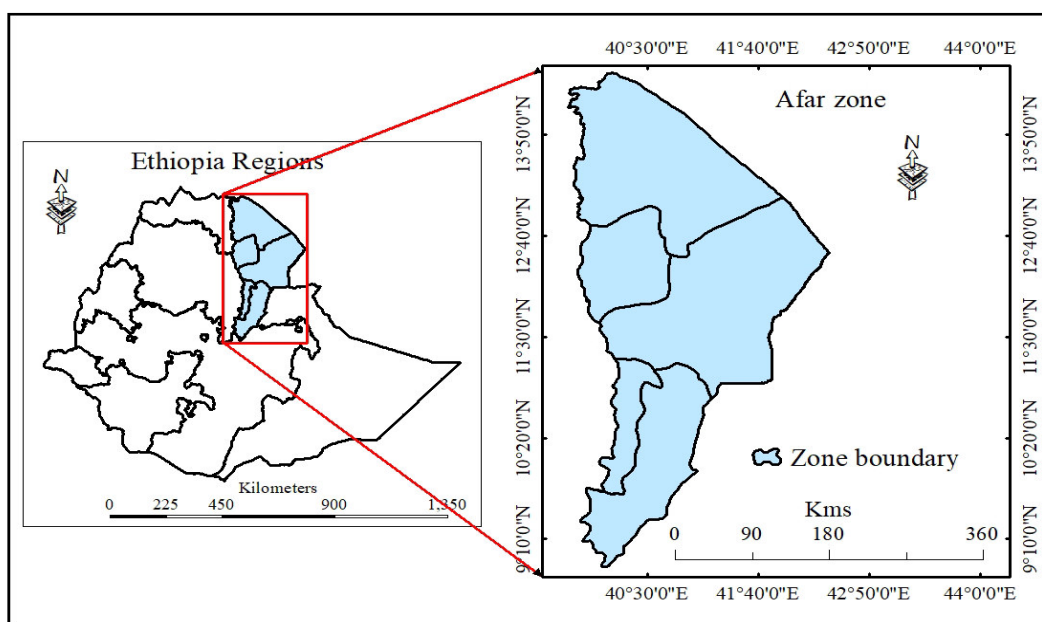 Ethiopia Regions
N
Kilometers
0 225 450 900 1,350
40°30'0"E 41°40'0"E 42°50'0"E 44°0'0"E
Afar zone
N
13°50'0"N
12°40'0"N
11°30'0"N
10°20'0"N
9°10'0"N
13°50'0"N
12°40'0"N
11°30'0"N
10°20'0"N
9°10'0"N
Zone boundary
Kms
0 90 180 360
40°30'0"E 41°40'0"E 42°50'0"E 44°0'0"E